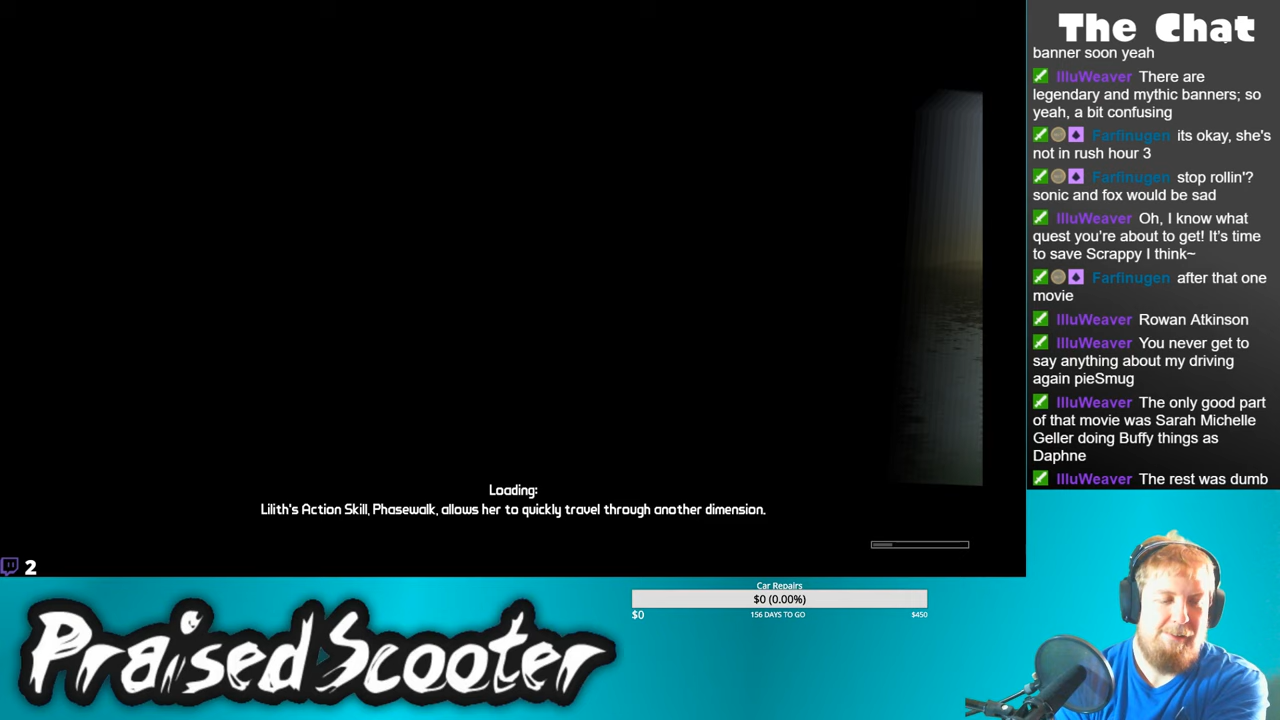 The Chat
banner soon yeah
IlluWeaver There are
legendary and mythic banners; so
yeah, a bit confusing
Farfinugen its okay, she's
not in rush hour 3
Farfinugen stop rollin'?
sonic and fox would be sad
IlluWeaver Oh, I know what
quest you're about to get! It's time
to save Scrappy I think~
Farfinugen after that one
movie
IlluWeaver Rowan Atkinson
IlluWeaver You never get to
say anything about my driving
again pieSmug
IlluWeaver The only good part
of that movie was Sarah Michelle
Geller doing Buffy things as
Daphne
IlluWeaver The rest was dumb
Loading:
Lilith's Action Skill, Phasewalk, allows her to quickly travel through another dimension.
2
Car Repairs
$0 (0.00%)
$0 156 DAYS TO GO $450
PraisedScooter